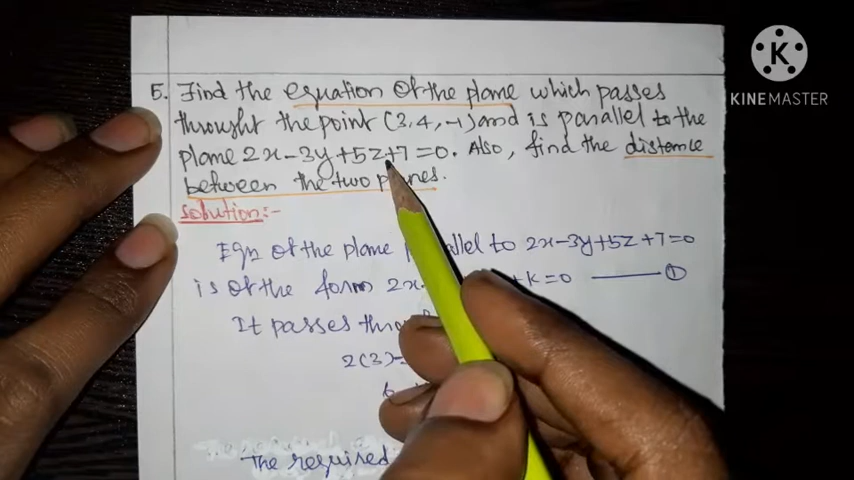 5. Find the equation of the plane which passes
throught the point (3,4,-1) and is parallel to the
plane 2x-3y+5z+7=0. Also, find the distance
between the two planes.
solution:-
Eqn of the plane to 2x-3y+5z+7=0
is of the form 2x +k=0 ——— ①
It passes thro
2(3)-
6
The required
K
KINEMASTER